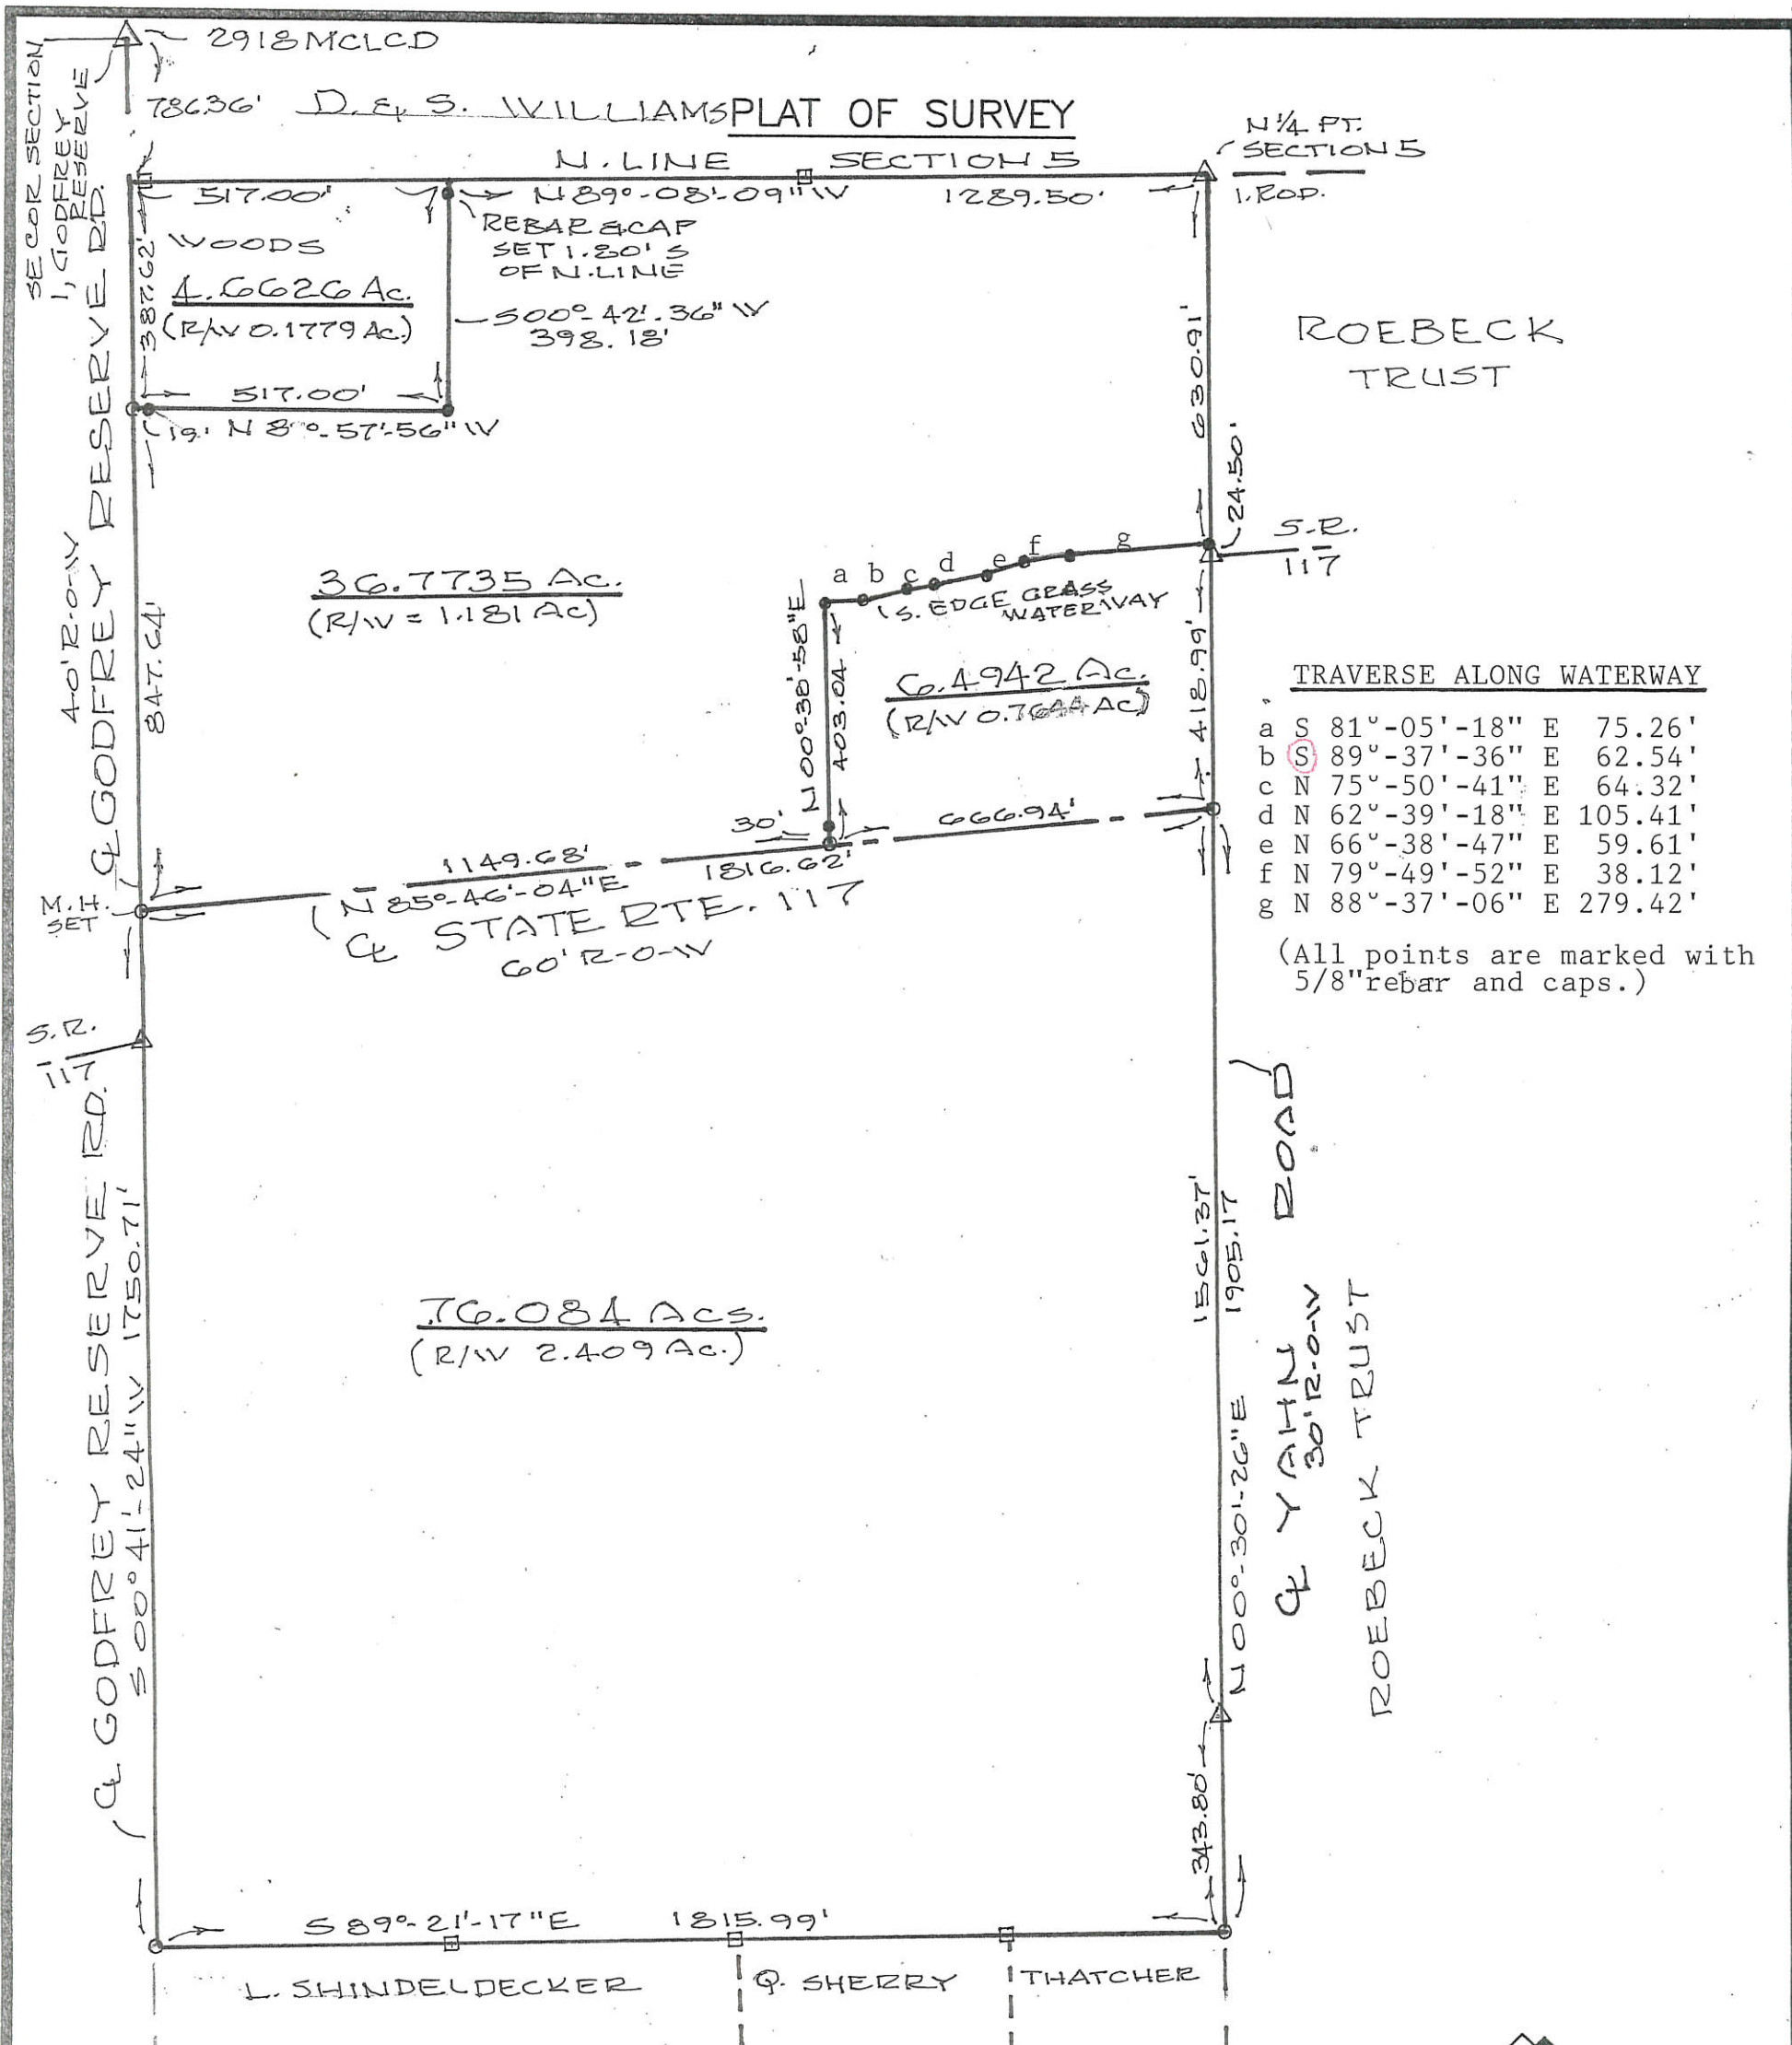 2918 MCLCD
SE COR SECTION
1, GODFREY
RESERVE
786.36'
D. & S. WILLIAMS
PLAT OF SURVEY
N 1/4 PT.
SECTION 5
I. ROD.
N. LINE SECTION 5
517.00'
N 89°-08'-09" W
1289.50'
WOODS
4.6626 Ac.
(R/W 0.1779 Ac.)
387.62'
REBAR & CAP
SET 1.80' S
OF N. LINE
S00°-42'-36" W
398.18'
517.00'
19' N 8 °-57'-56" W
630.91'
24.50'
ROEBECK
TRUST
S.R.
117
40' R-O-W
℄ GODFREY RESERVE RD.
847.64'
36.7735 Ac.
(R/W = 1.181 Ac)
a b c d e f g
S. EDGE GRASS
WATERWAY
N 00°-38'-58" E
403.04
6.4942 Ac.
(R/W 0.7644 Ac)
418.99'
TRAVERSE ALONG WATERWAY
a S 81°-05'-18" E 75.26'
b S 89°-37'-36" E 62.54'
c N 75°-50'-41" E 64.32'
d N 62°-39'-18" E 105.41'
e N 66°-38'-47" E 59.61'
f N 79°-49'-52" E 38.12'
g N 88°-37'-06" E 279.42'
(All points are marked with
5/8"rebar and caps.)
30'
666.94'
1149.68'
1816.62'
N 85°-46'-04" E
℄ STATE RTE. 117
60' R-O-W
M.H.
SET
S.R.
117
℄ GODFREY RESERVE RD.
S 00° 41'-24" W 1750.71'
76.084 Acs.
(R/W 2.409 Ac.)
1561.37'
1905.17
N 00°-30'-26" E
℄ YAHN ROAD
30' R-O-W
ROEBECK TRUST
343.80'
S 89°-21'-17" E 1815.99'
L. SHINDELDECKER
Q. SHERRY
THATCHER